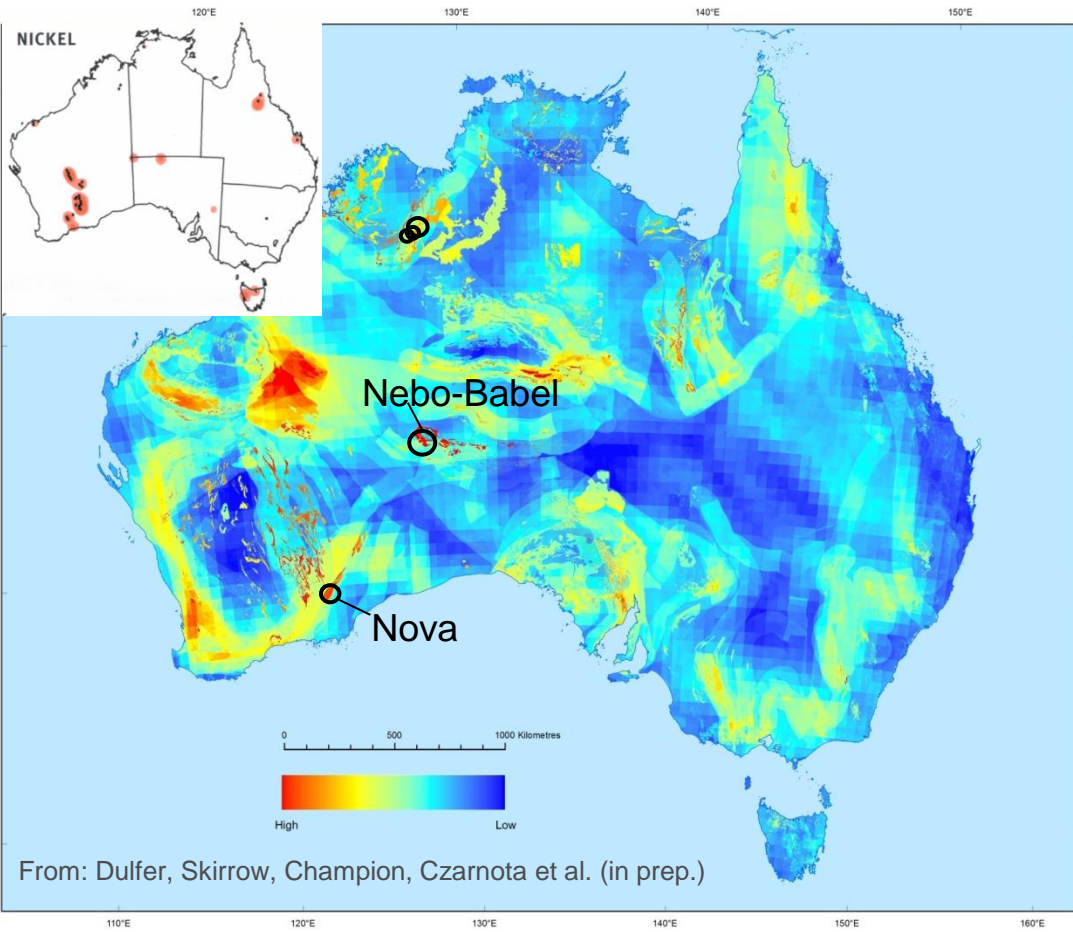 120°E 130°E 140°E 150°E
NICKEL
Nebo-Babel
Nova
0 500 1000 Kilometres
High Low
From: Dulfer, Skirrow, Champion, Czarnota et al. (in prep.)
110°E 120°E 130°E 140°E 150°E 160°E